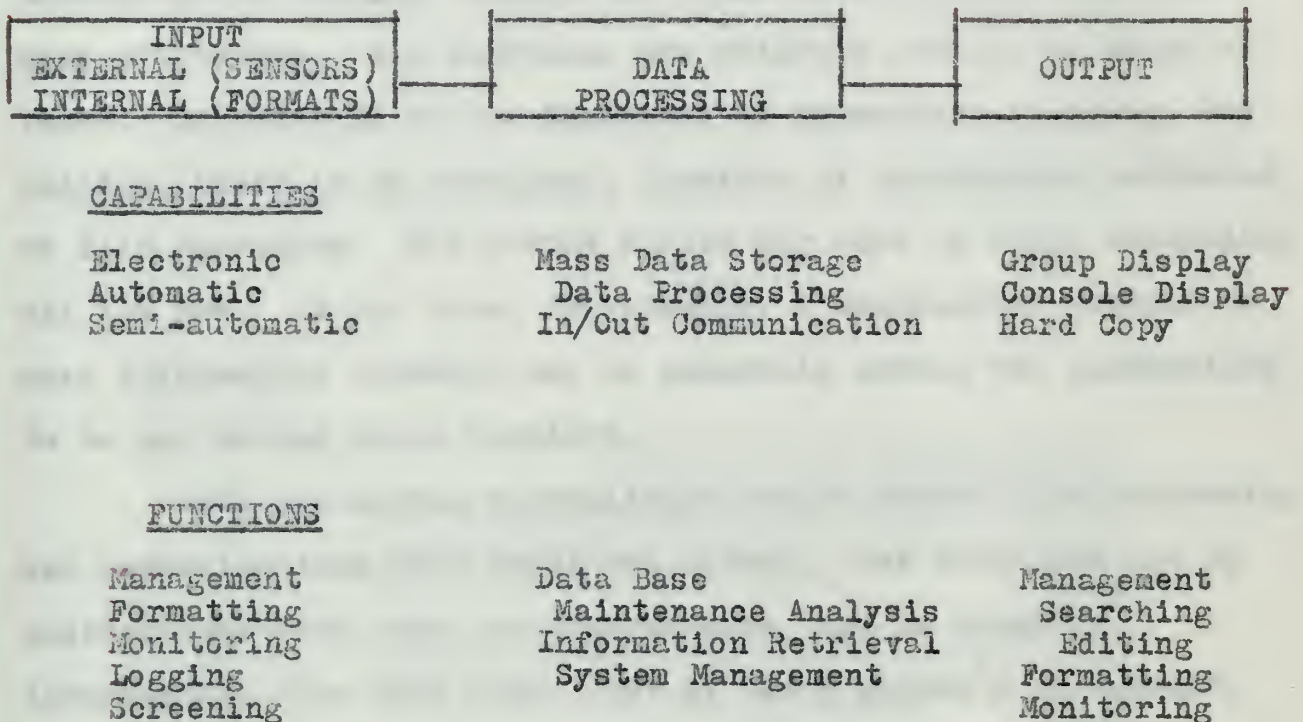 INPUT
EXTERNAL (SENSORS)
INTERNAL (FORMATS)
DATA
PROCESSING
OUTPUT
CAPABILITIES
Electronic Mass Data Storage Group Display
Automatic Data Processing Console Display
Semi-automatic In/Out Communication Hard Copy
FUNCTIONS
Management Data Base Management
Formatting Maintenance Analysis Searching
Monitoring Information Retrieval Editing
Logging System Management Formatting
Screening Monitoring